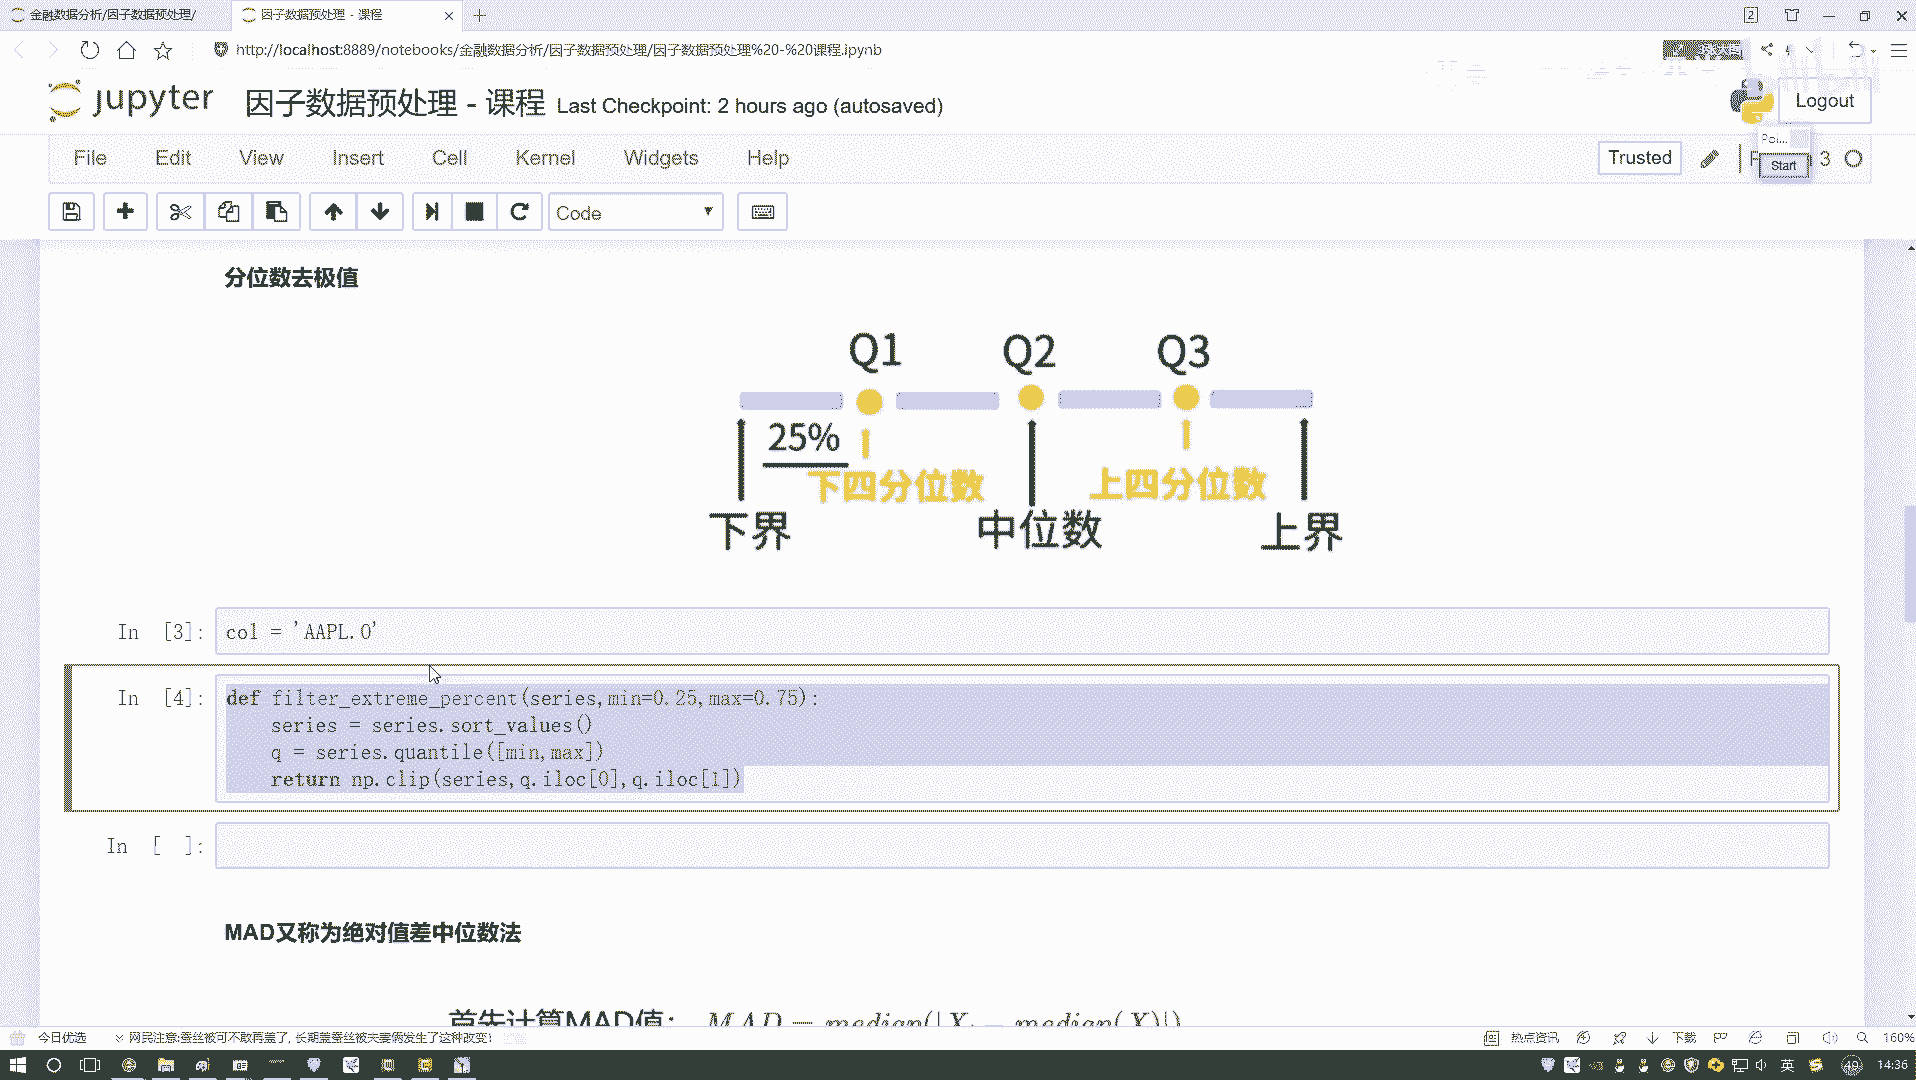 金融数据分析/因子数据预处理/
因子数据预处理 - 课程
2
http://localhost:8889/notebooks/金融数据分析/因子数据预处理/因子数据预处理%20-%20课程.ipynb
jupyter 因子数据预处理 - 课程 Last Checkpoint: 2 hours ago (autosaved)
Logout
File Edit View Insert Cell Kernel Widgets Help
Trusted
3
Start
Code
分位数去极值
Q1 Q2 Q3
25%
下四分位数 上四分位数
下界 中位数 上界
In [3]: col = 'AAPL.O'
In [4]: def filter_extreme_percent(series,min=0.25,max=0.75):
series = series.sort_values()
q = series.quantile([min,max])
return np.clip(series,q.iloc[0],q.iloc[1])
In [ ]:
MAD又称为绝对值差中位数法
首先计算MAD值: MAD = median(|Xi − median(X)|)
今日优选 网民注意:蚕丝被可不敢再盖了, 长期盖蚕丝被夫妻俩发生了这种改变!
热点资讯 下载 160%
英 49 14:36